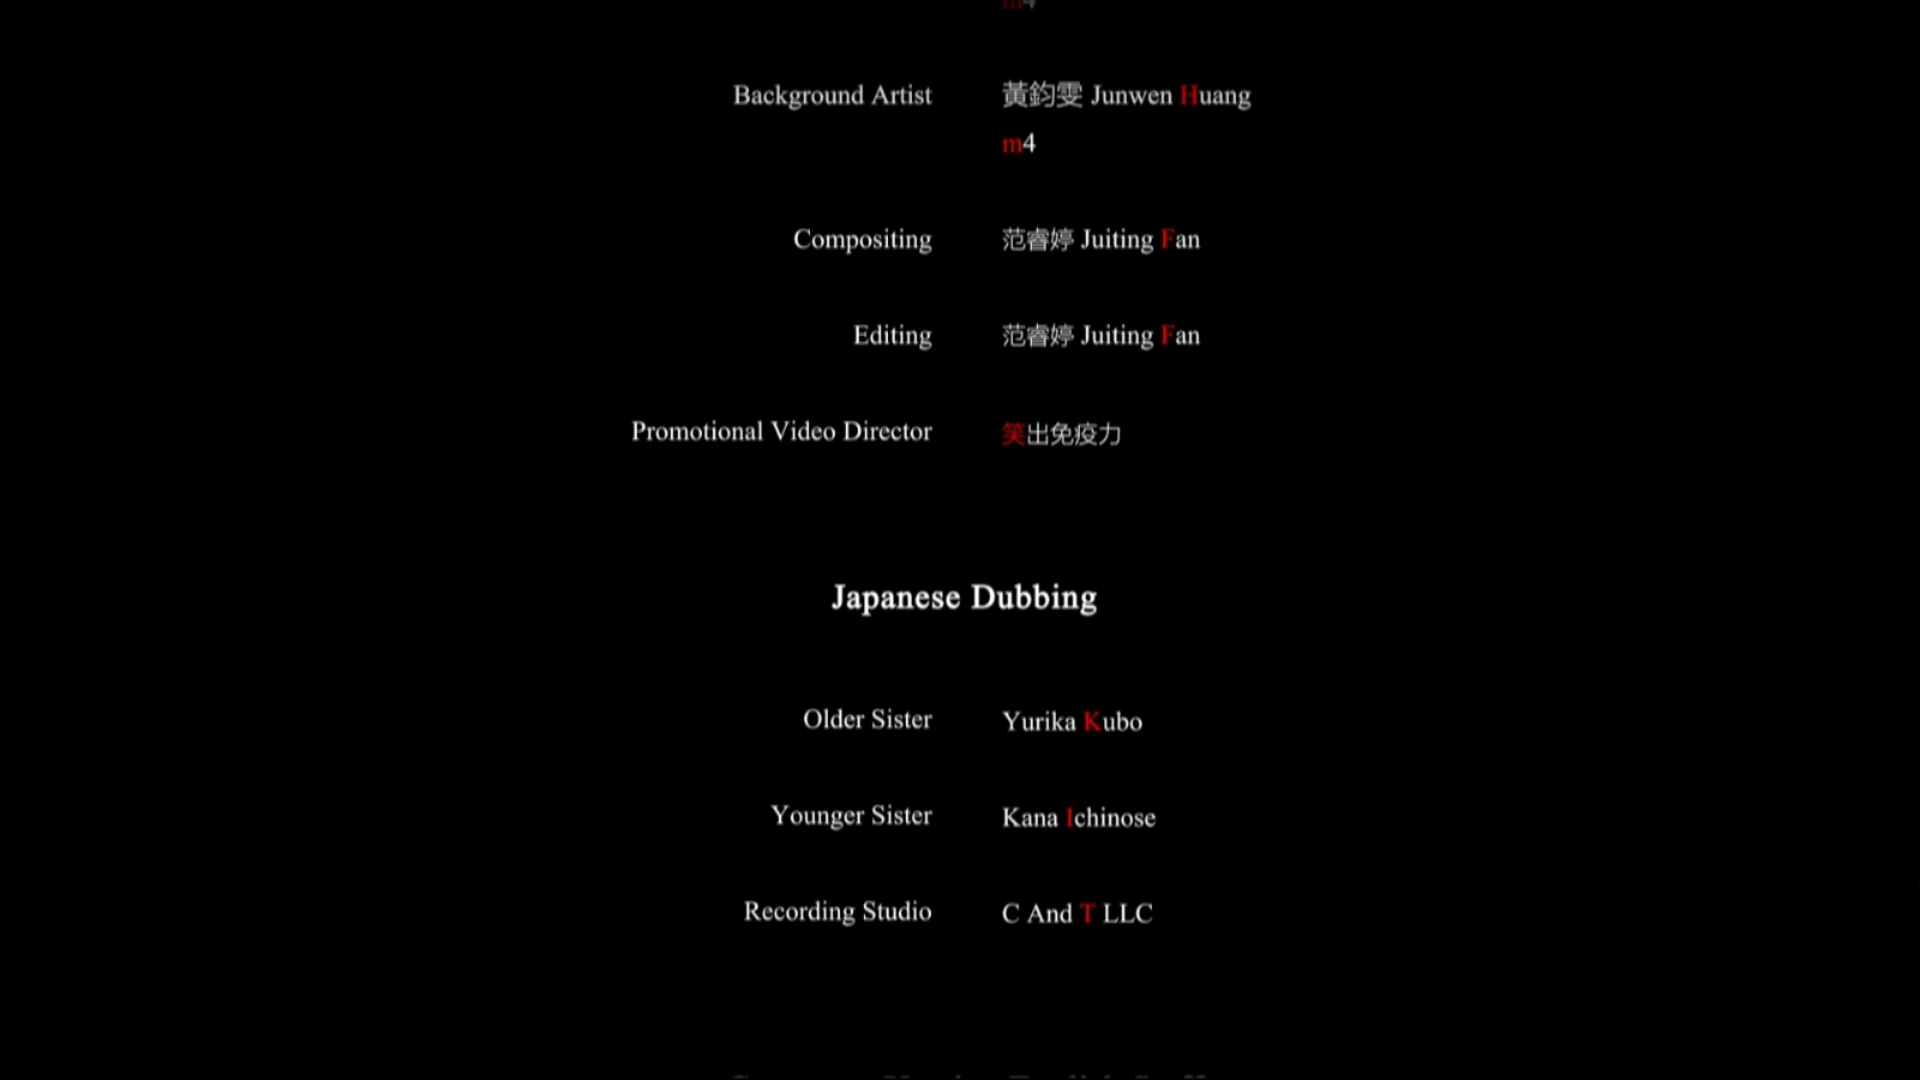 m4
Background Artist 黃鈞雯 Junwen Huang
m4
Compositing 范睿婷 Juiting Fan
Editing 范睿婷 Juiting Fan
Promotional Video Director 笑出免疫力
Japanese Dubbing
Older Sister Yurika Kubo
Younger Sister Kana Ichinose
Recording Studio C And T LLC